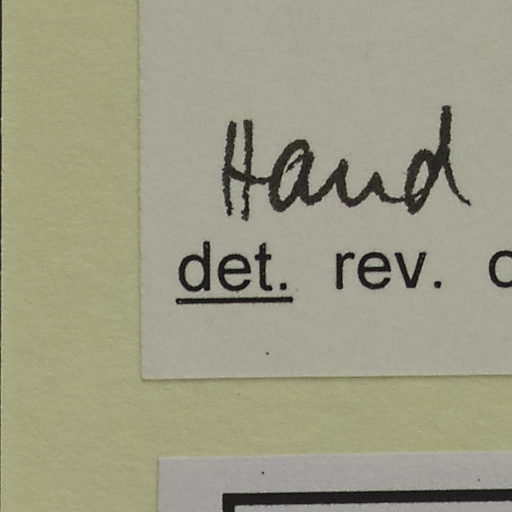 Hand
det. rev.